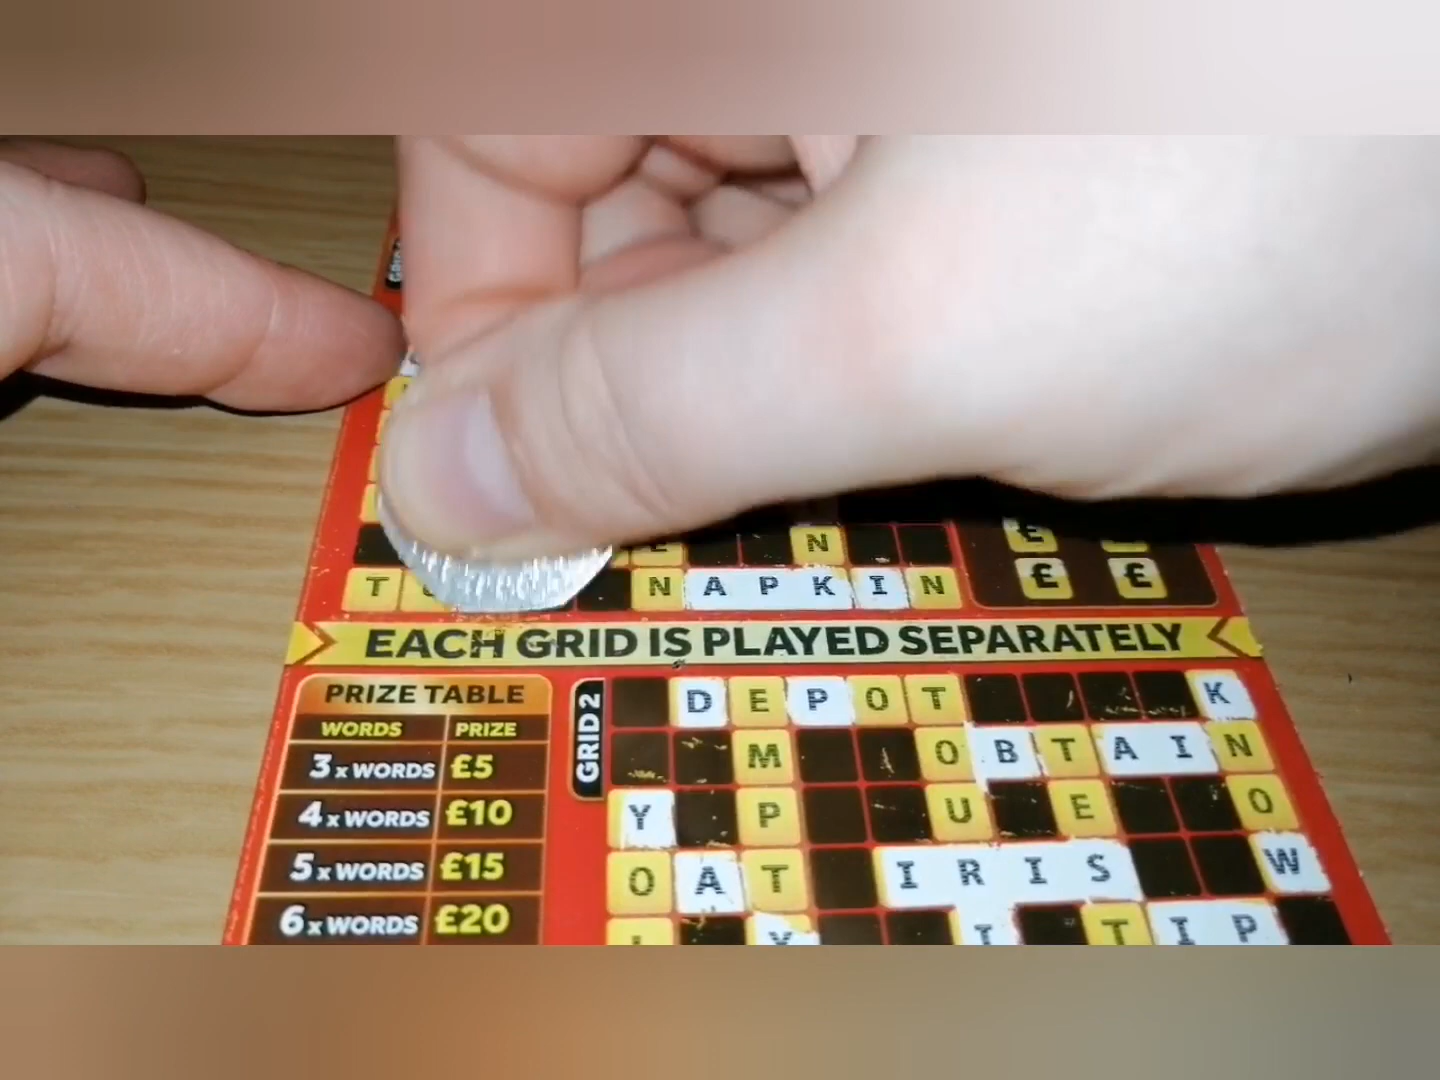 N
£ £
T N A P K I N
£ £
EACH GRID IS PLAYED SEPARATELY
PRIZE TABLE
WORDS PRIZE
3 x WORDS £5
4 x WORDS £10
5 x WORDS £15
6 x WORDS £20
GRID 2
D E P O T K
M O B T A I N N
Y P U E O
O A T I R I S W
T I P